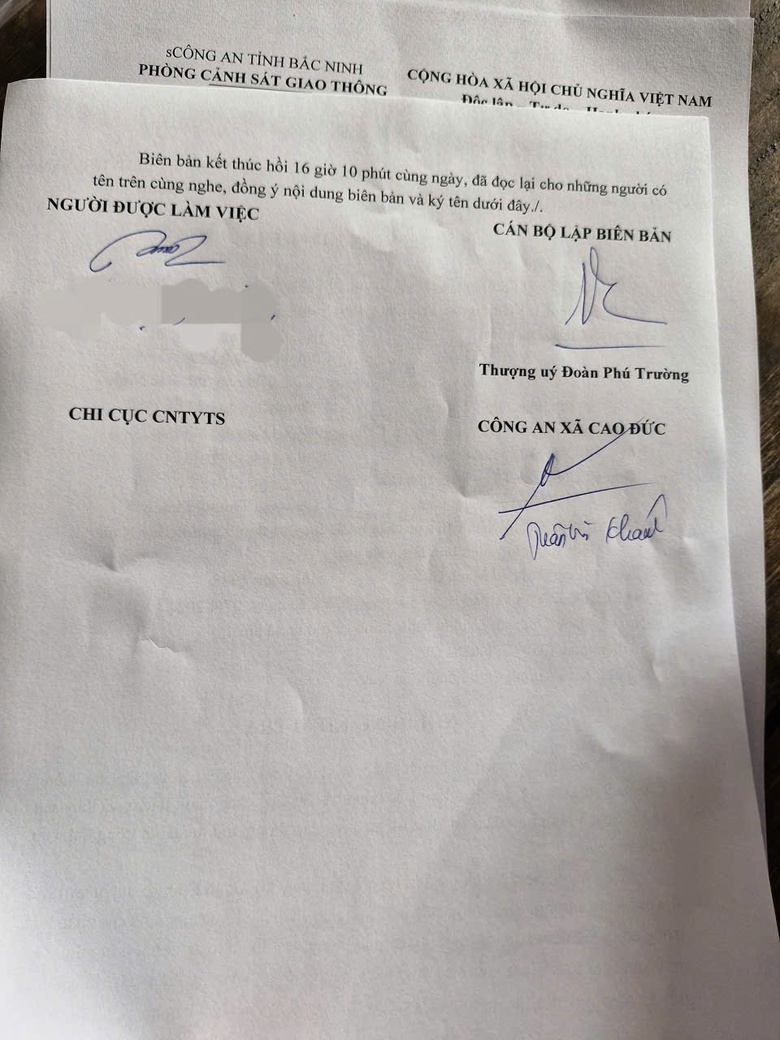 sCÔNG AN TỈNH BẮC NINH
PHÒNG CẢNH SÁT GIAO THÔNG
CỘNG HÒA XÃ HỘI CHỦ NGHĨA VIỆT NAM
Biên bản kết thúc hồi 16 giờ 10 phút cùng ngày, đã đọc lại cho những người có
tên trên cùng nghe, đồng ý nội dung biên bản và ký tên dưới đây./.
NGƯỜI ĐƯỢC LÀM VIỆC
CÁN BỘ LẬP BIÊN BẢN
Thượng uý Đoàn Phú Trường
CHI CỤC CNTYTS
CÔNG AN XÃ CAO ĐỨC